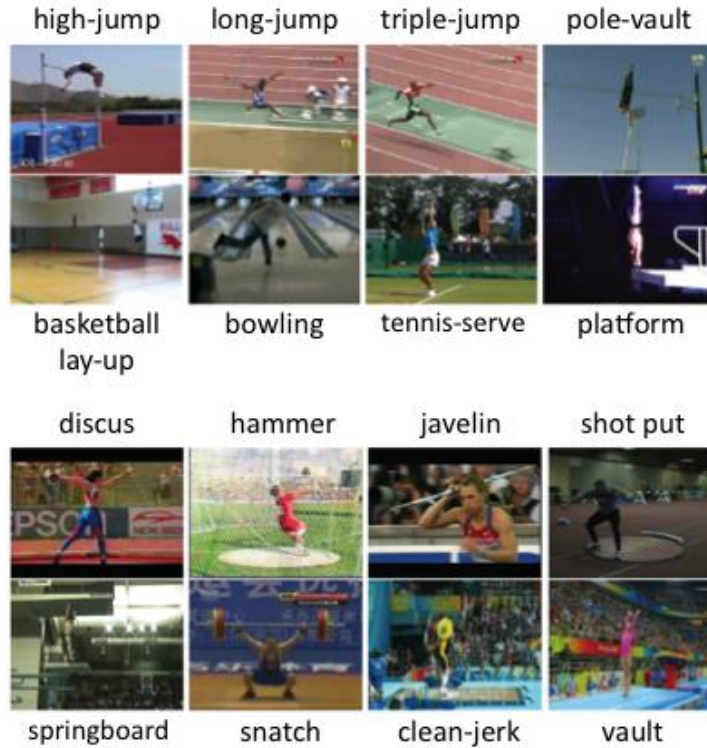 high-jump long-jump triple-jump pole-vault
basketball lay-up bowling tennis-serve platform
discus hammer javelin shot put
EPSON
springboard snatch clean-jerk vault